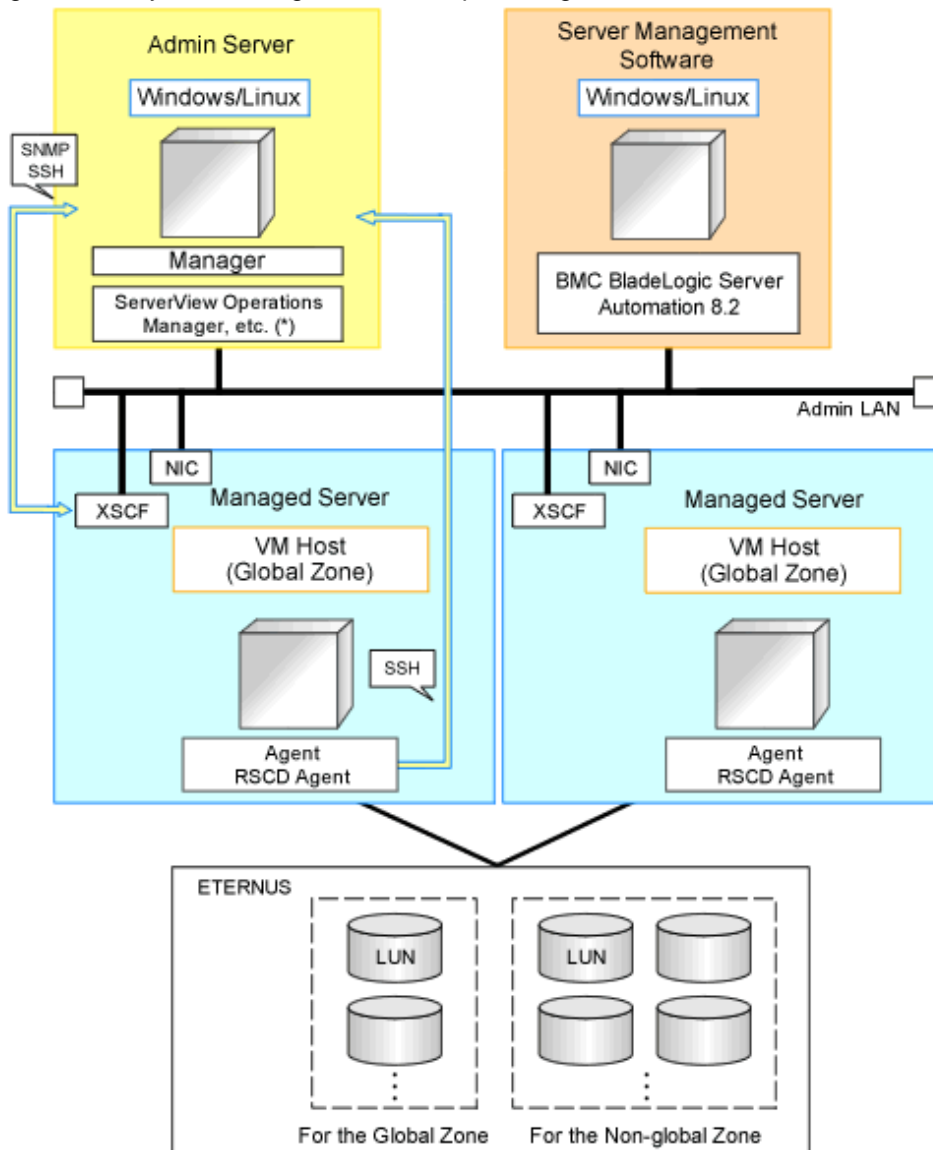 Admin Server
Windows/Linux
SNMP
SSH
Manager
ServerView Operations
Manager, etc. (*)
Server Management
Software
Windows/Linux
BMC BladeLogic Server
Automation 8.2
Admin LAN
NIC
XSCF
Managed Server
VM Host
(Global Zone)
SSH
Agent
RSCD Agent
NIC
XSCF
Managed Server
VM Host
(Global Zone)
Agent
RSCD Agent
ETERNUS
LUN
LUN
For the Global Zone
For the Non-global Zone